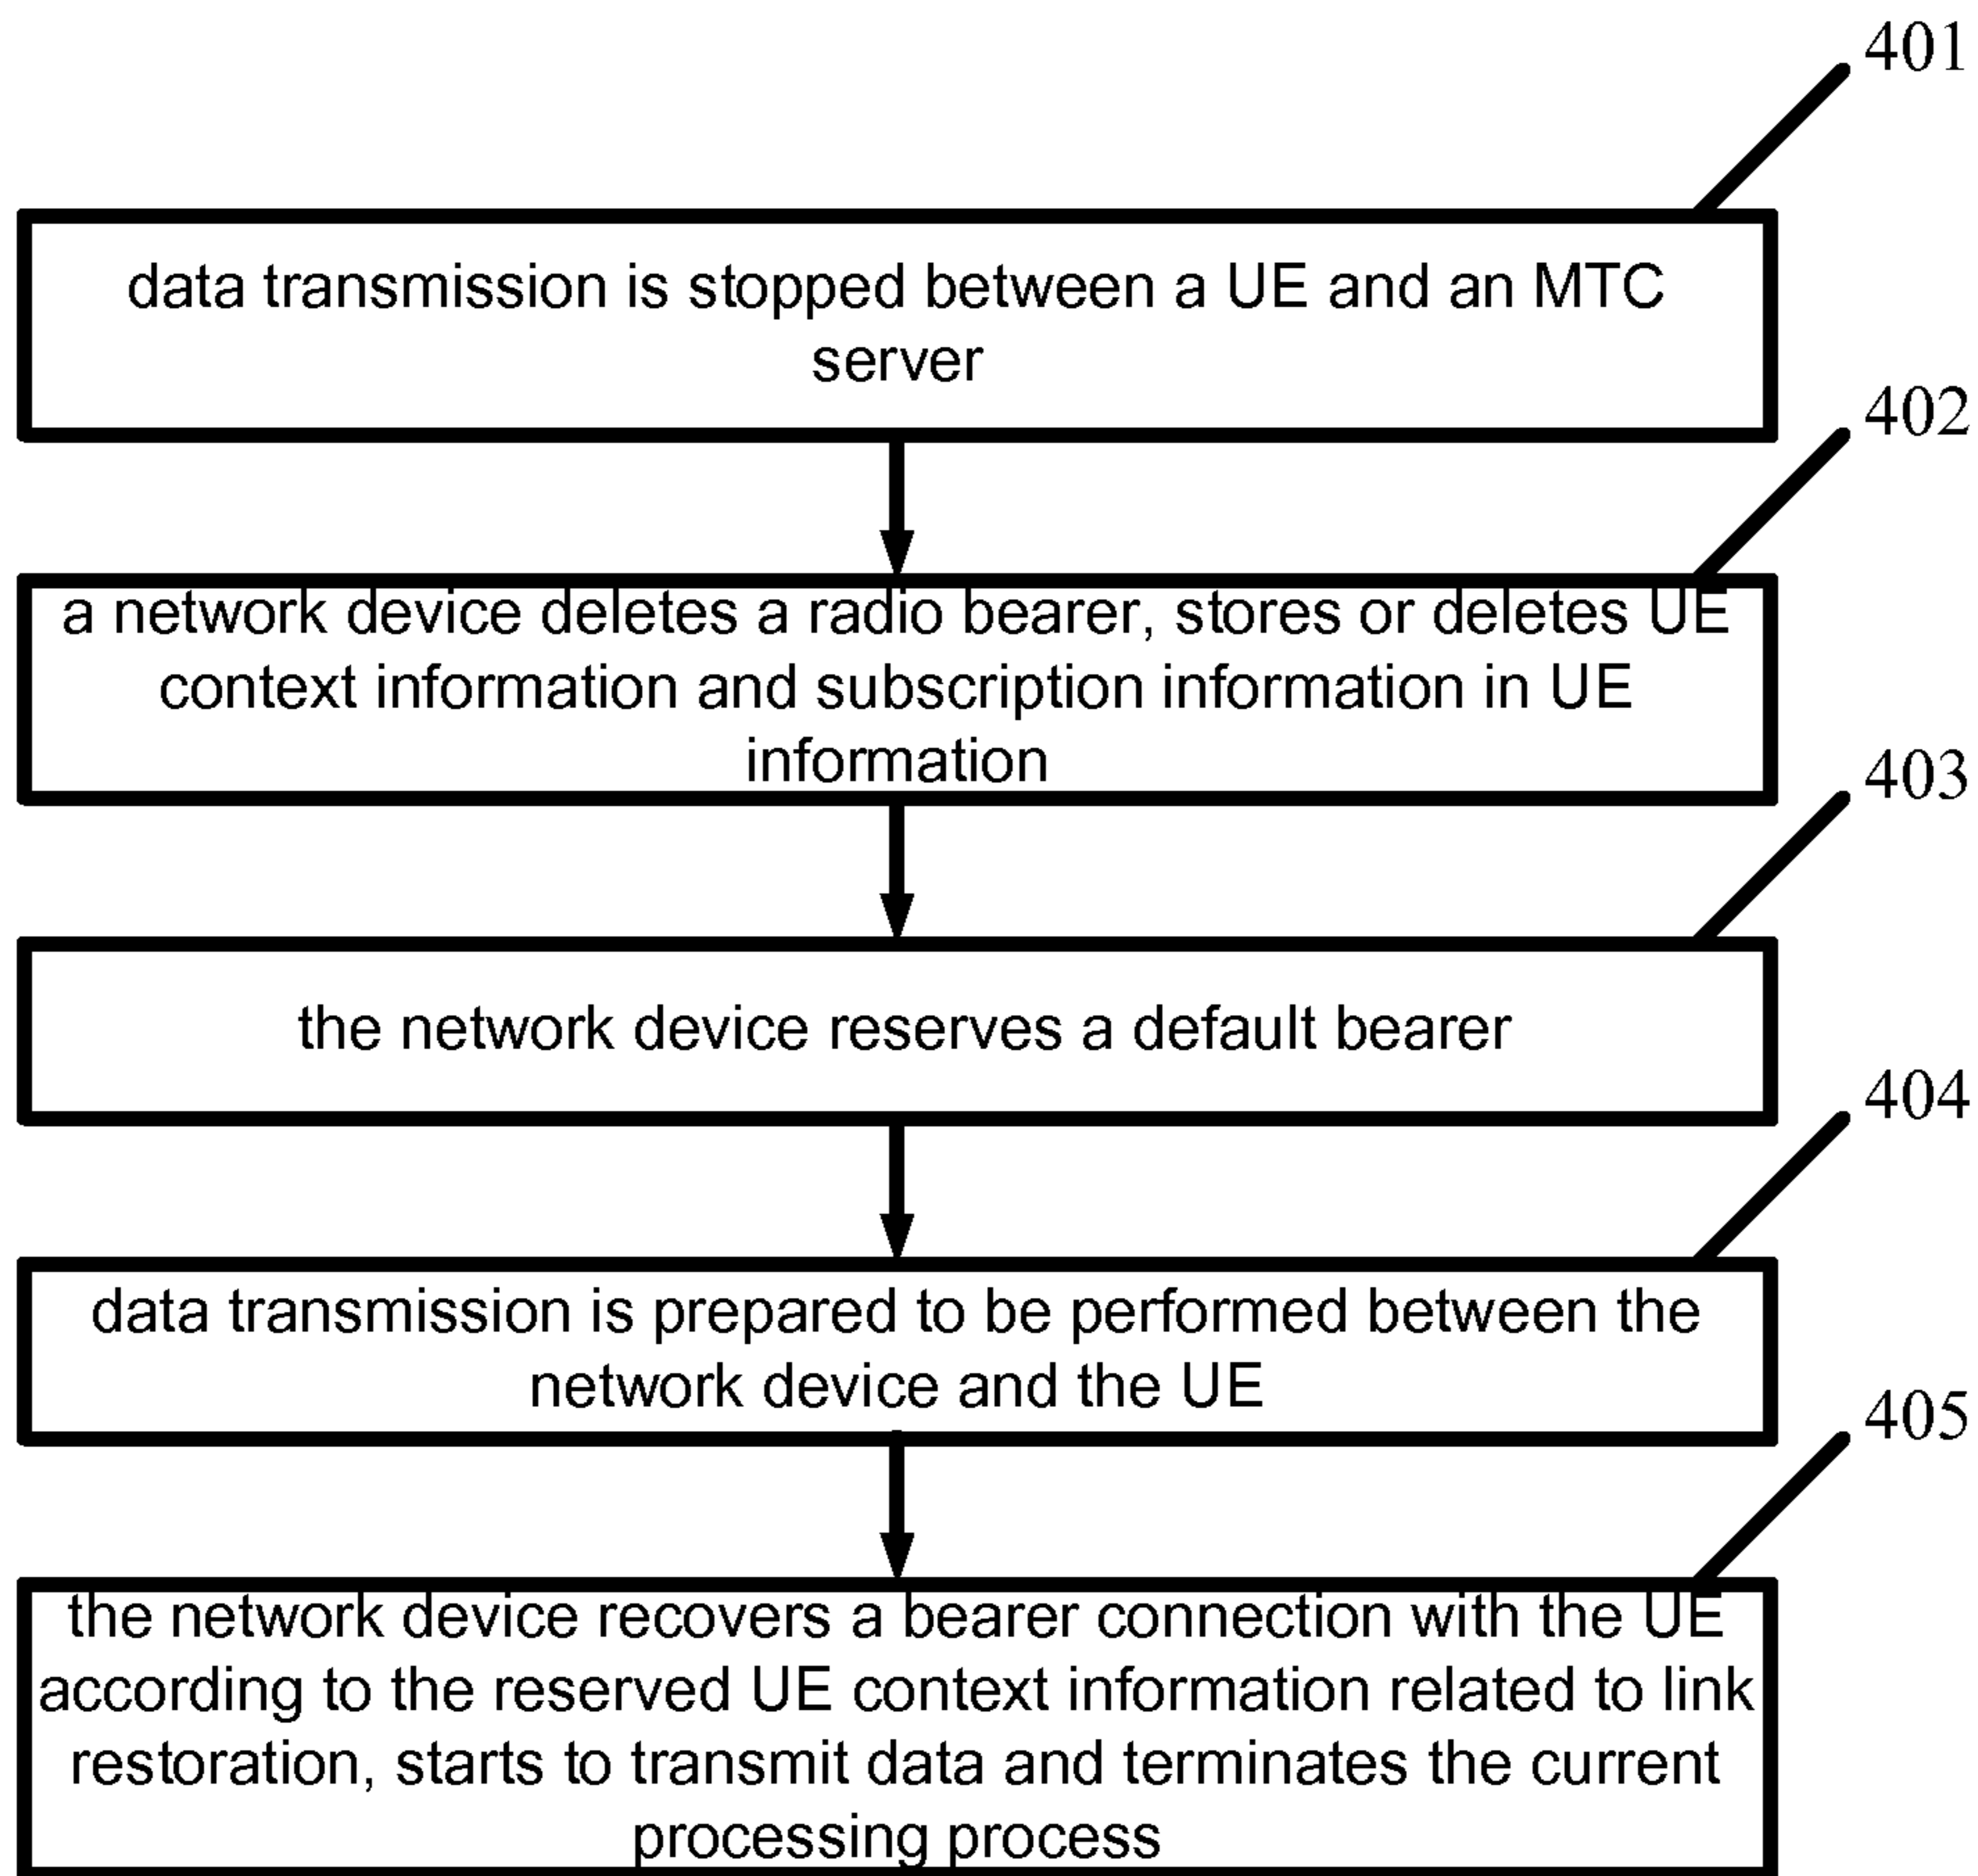 401
data transmission is stopped between a UE and an MTC
server
402
a network device deletes a radio bearer, stores or deletes UE
context information and subscription information in UE
information
403
the network device reserves a default bearer
404
data transmission is prepared to be performed between the
network device and the UE
405
the network device recovers a bearer connection with the UE
according to the reserved UE context information related to link
restoration, starts to transmit data and terminates the current
processing process